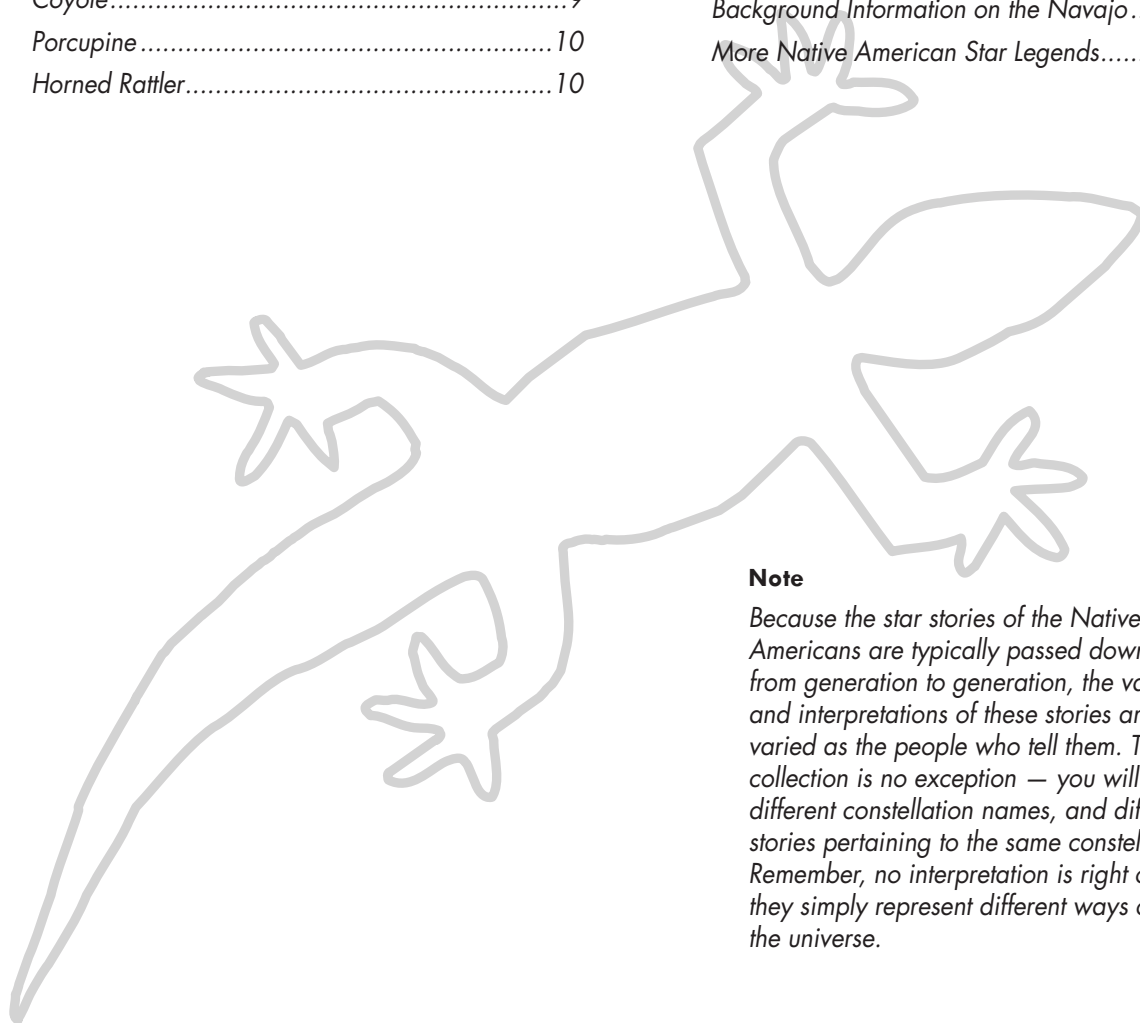 Coyote..........................................................9
Porcupine.......................................................10
Horned Rattler.................................................10
Background Information on the Navajo..
More Native American Star Legends......
Note
Because the star stories of the Native
Americans are typically passed down
from generation to generation, the
and interpretations of these stories
varied as the people who tell them.
collection is no exception — you will
different constellation names, and
stories pertaining to the same
Remember, no interpretation is right
they simply represent different ways
the universe.